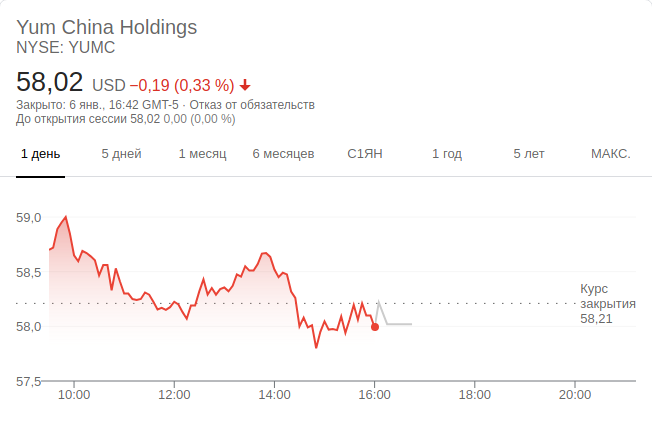 Yum China Holdings
NYSE: YUMC
58,02 USD −0,19 (0,33 %)
Закрыто: 6 янв., 16:42 GMT-5 · Отказ от обязательств
До открытия сессии 58,02 0,00 (0,00 %)
1 день 5 дней 1 месяц 6 месяцев С1ЯН 1 год 5 лет МАКС.
59,0
58,5
Курс
закрытия
58,21
58,0
57,5
10:00 12:00 14:00 16:00 18:00 20:00